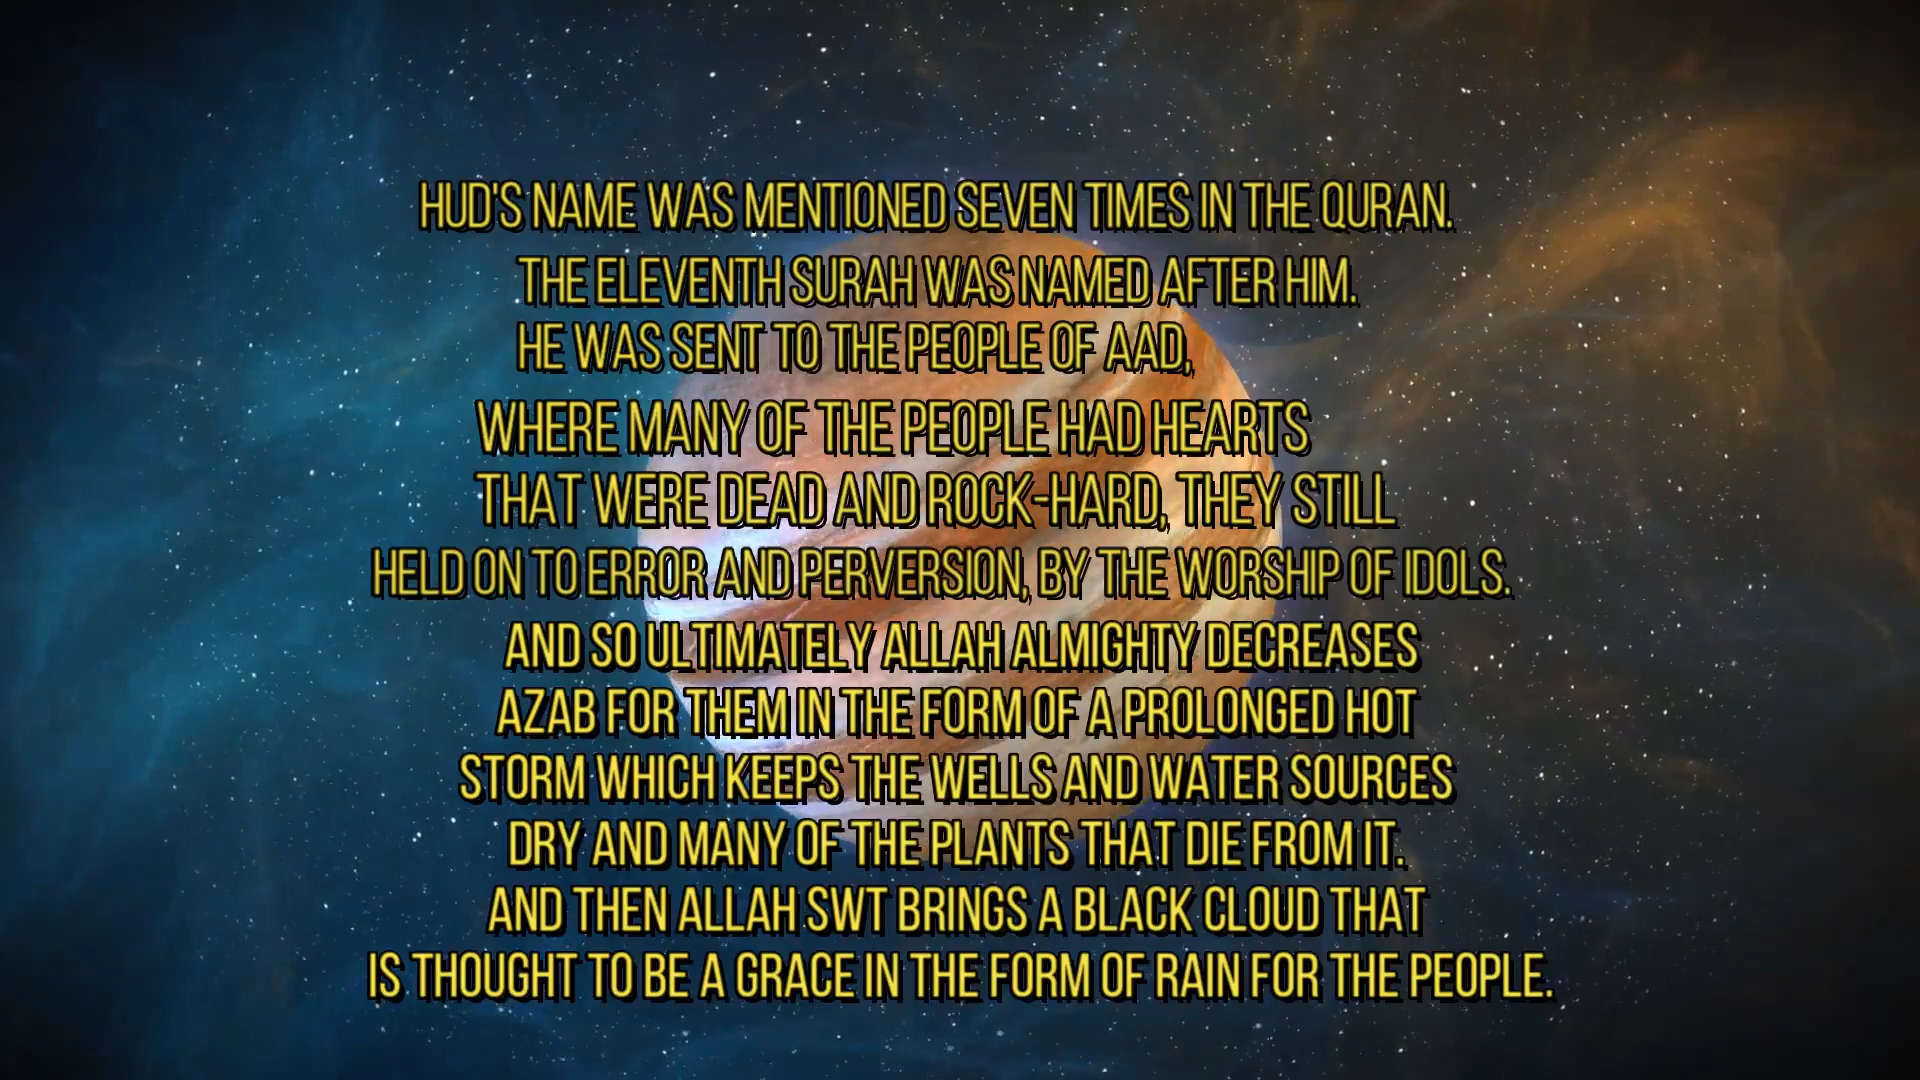 HUD'S NAME WAS MENTIONED SEVEN TIMES IN THE QURAN.
THE ELEVENTH SURAH WAS NAMED AFTER HIM.
HE WAS SENT TO THE PEOPLE OF AAD,
WHERE MANY OF THE PEOPLE HAD HEARTS
THAT WERE DEAD AND ROCK-HARD, THEY STILL
HELD ON TO ERROR AND PERVERSION, BY THE WORSHIP OF IDOLS.
AND SO ULTIMATELY ALLAH ALMIGHTY DECREASES
AZAB FOR THEM IN THE FORM OF A PROLONGED HOT
STORM WHICH KEEPS THE WELLS AND WATER SOURCES
DRY AND MANY OF THE PLANTS THAT DIE FROM IT.
AND THEN ALLAH SWT BRINGS A BLACK CLOUD THAT
IS THOUGHT TO BE A GRACE IN THE FORM OF RAIN FOR THE PEOPLE.